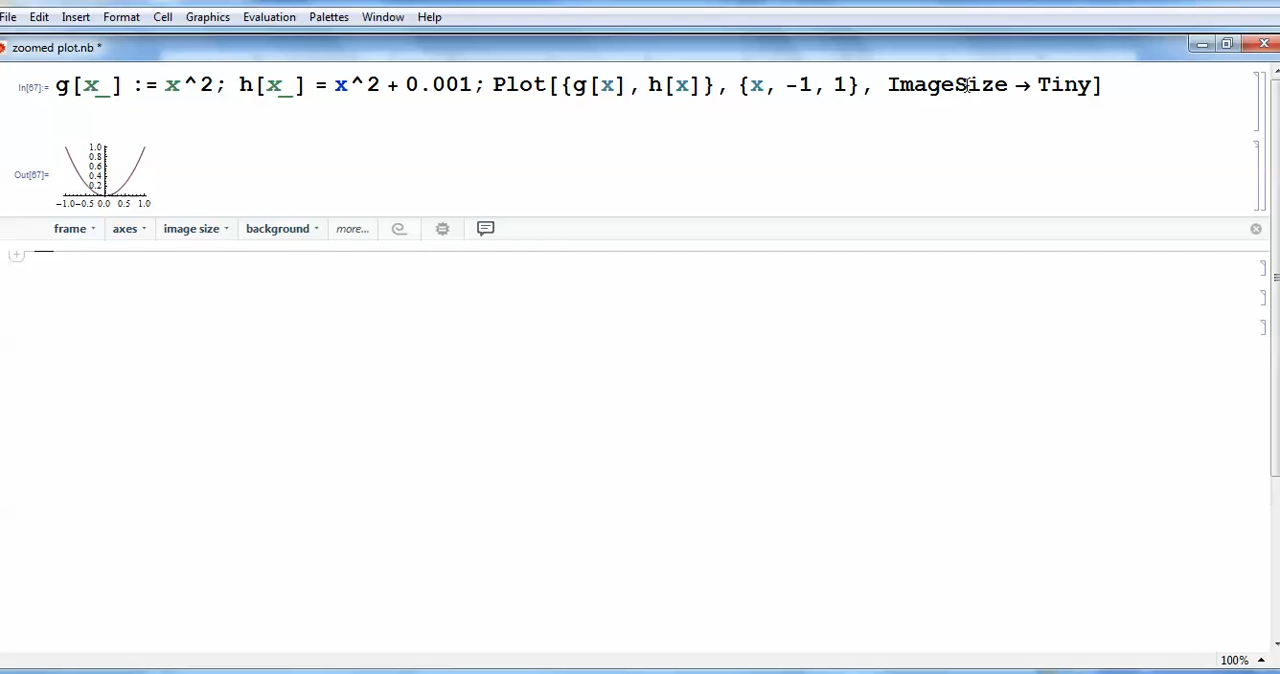 File Edit Insert Format Cell Graphics Evaluation Palettes Window Help
zoomed plot.nb *
In[67]:= g[x_] := x^2; h[x_] = x^2 + 0.001; Plot[{g[x], h[x]}, {x, -1, 1}, ImageSize → Tiny]
1.0
0.8
0.6
0.4
Out[67]=
0.2
-1.0 -0.5 0.0 0.5 1.0
frame axes image size background more...
100%